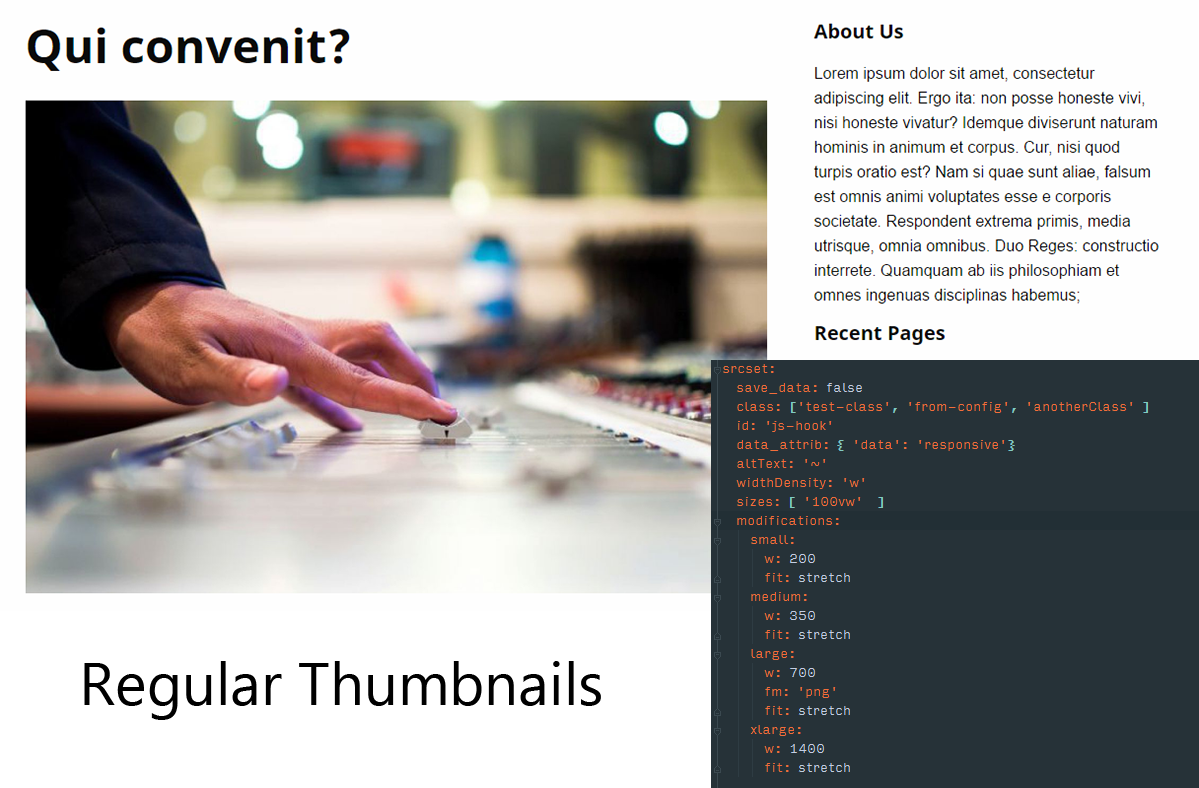 Qui convenit?
About Us
Lorem ipsum dolor sit amet, consectetur
adipiscing elit. Ergo ita: non posse honeste vivi,
nisi honeste vivatur? Idemque diviserunt naturam
hominis in animum et corpus. Cur, nisi quod
turpis oratio est? Nam si quae sunt aliae, falsum
est omnis animi voluptates esse e corporis
societate. Respondent extrema primis, media
utrisque, omnia omnibus. Duo Reges: constructio
interrete. Quamquam ab iis philosophiam et
omnes ingenuas disciplinas habemus;
Recent Pages
srcset:
save_data: false
class: ['test-class', 'from-config', 'anotherClass' ]
id: 'js-hook'
data_attrib: { 'data': 'responsive'}
altText: '~'
widthDensity: 'w'
sizes: [ '100vw'  ]
modifications:
small:
w: 200
fit: stretch
medium:
w: 350
fit: stretch
large:
w: 700
fm: 'png'
fit: stretch
xlarge:
w: 1400
fit: stretch
Regular Thumbnails